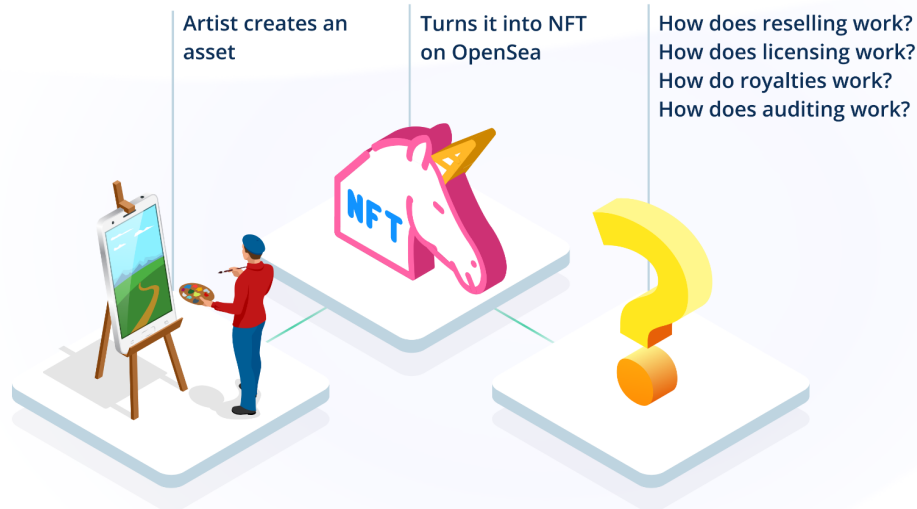 Artist creates an
asset
Turns it into NFT
on OpenSea
How does reselling work?
How does licensing work?
How do royalties work?
How does auditing work?
NFT